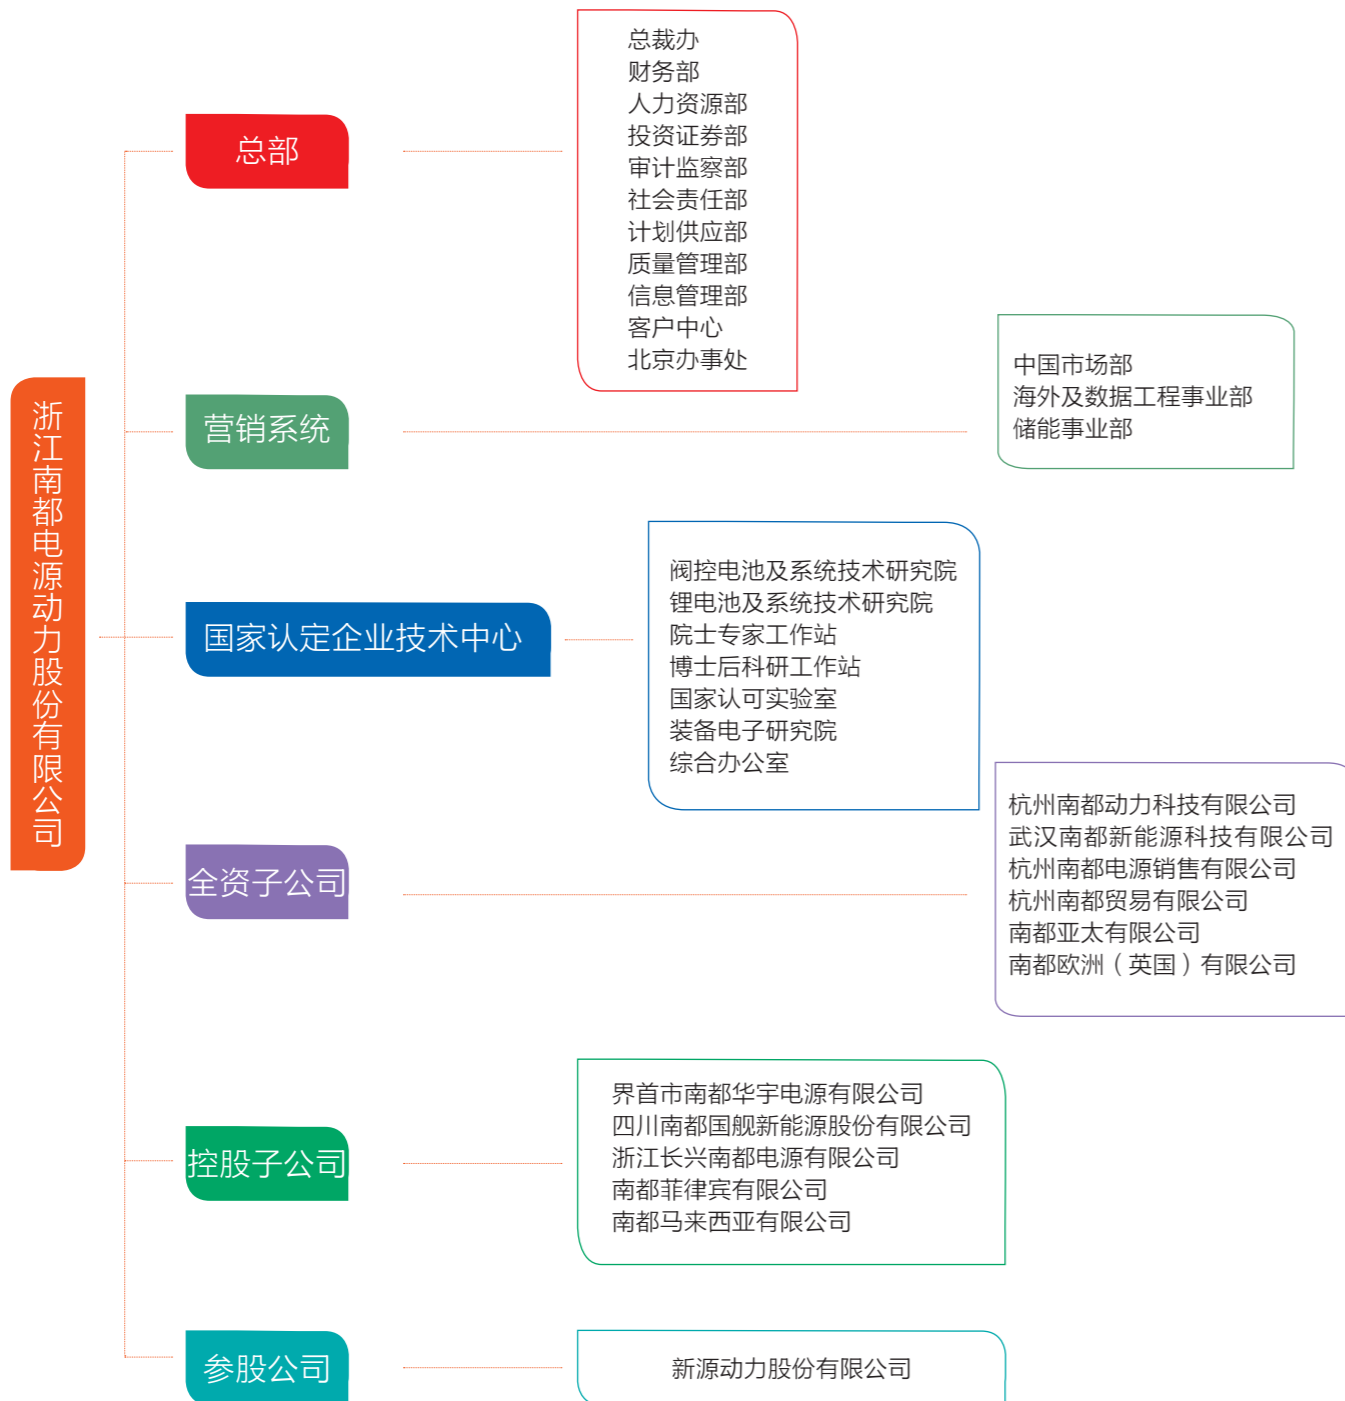 浙江南都电源动力股份有限公司
总部
总裁办
财务部
人力资源部
投资证券部
审计监察部
社会责任部
计划供应部
质量管理部
信息管理部
客户中心
北京办事处
营销系统
中国市场部
海外及数据工程事业部
储能事业部
国家认定企业技术中心
阀控电池及系统技术研究院
锂电池及系统技术研究院
院士专家工作站
博士后科研工作站
国家认可实验室
装备电子研究院
综合办公室
全资子公司
杭州南都动力科技有限公司
武汉南都新能源科技有限公司
杭州南都电源销售有限公司
杭州南都贸易有限公司
南都亚太有限公司
南都欧洲（英国）有限公司
控股子公司
界首市南都华宇电源有限公司
四川南都国舰新能源股份有限公司
浙江长兴南都电源有限公司
南都菲律宾有限公司
南都马来西亚有限公司
参股公司
新源动力股份有限公司